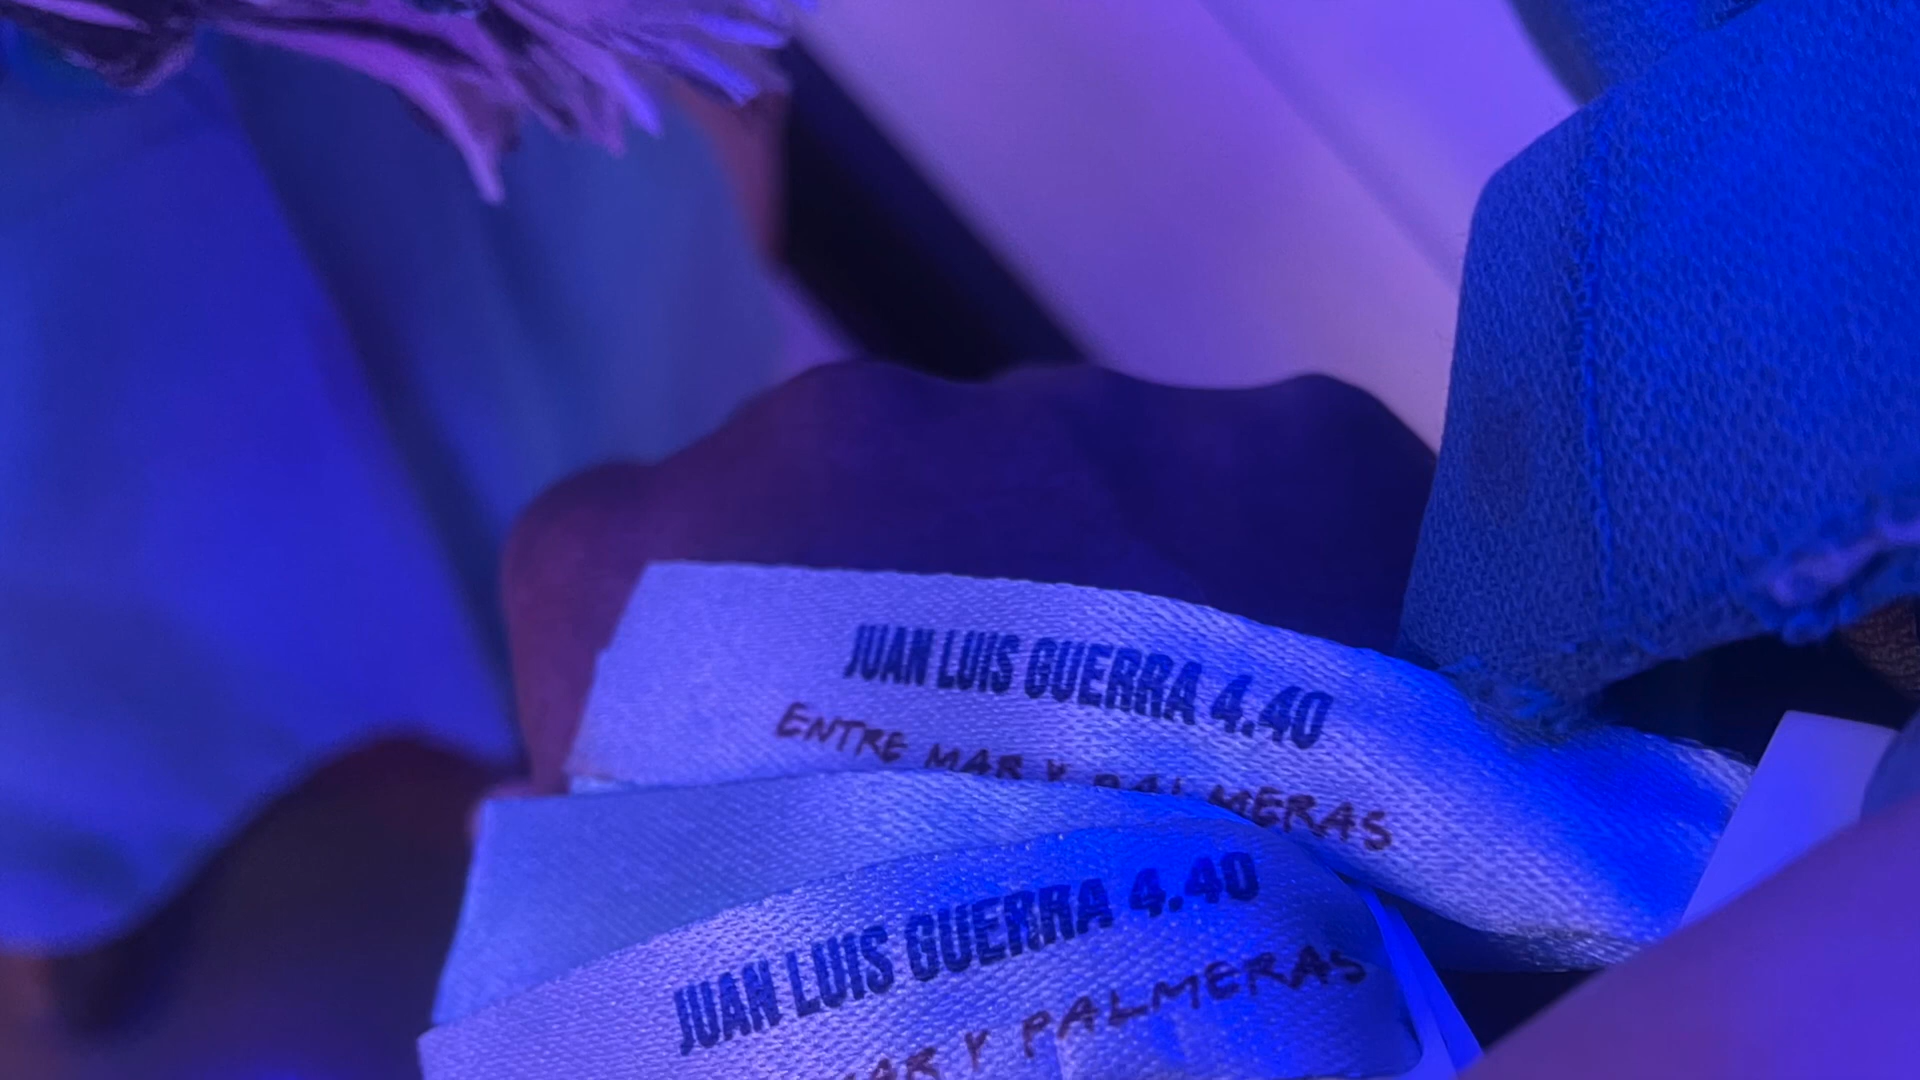 JUAN LUIS GUERRA 4.40
ENTRE MAR Y PALMERAS
JUAN LUIS GUERRA 4.40
MAR Y PALMERAS